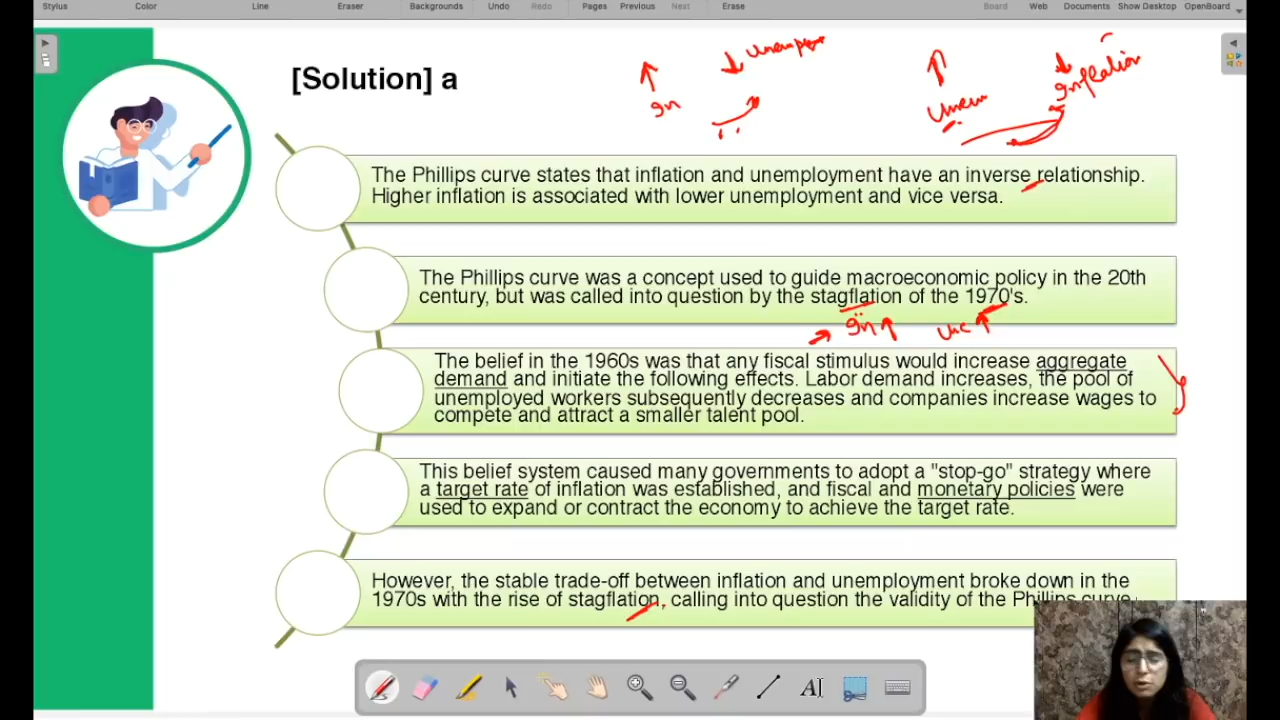 Stylus Color Line Eraser Backgrounds Undo Redo Pages Previous Next Erase Board Web Documents Show Desktop OpenBoard
[Solution] a
↑ In ↓ Unemp
↑ Unem ↓ Inflation
The Phillips curve states that inflation and unemployment have an inverse relationship.
Higher inflation is associated with lower unemployment and vice versa.
The Phillips curve was a concept used to guide macroeconomic policy in the 20th
century, but was called into question by the stagflation of the 1970's.
→ In ↑ Une ↑
The belief in the 1960s was that any fiscal stimulus would increase aggregate
demand and initiate the following effects. Labor demand increases, the pool of
unemployed workers subsequently decreases and companies increase wages to
compete and attract a smaller talent pool.
This belief system caused many governments to adopt a "stop-go" strategy where
a target rate of inflation was established, and fiscal and monetary policies were
used to expand or contract the economy to achieve the target rate.
However, the stable trade-off between inflation and unemployment broke down in the
1970s with the rise of stagflation, calling into question the validity of the Phillips curve.
AI